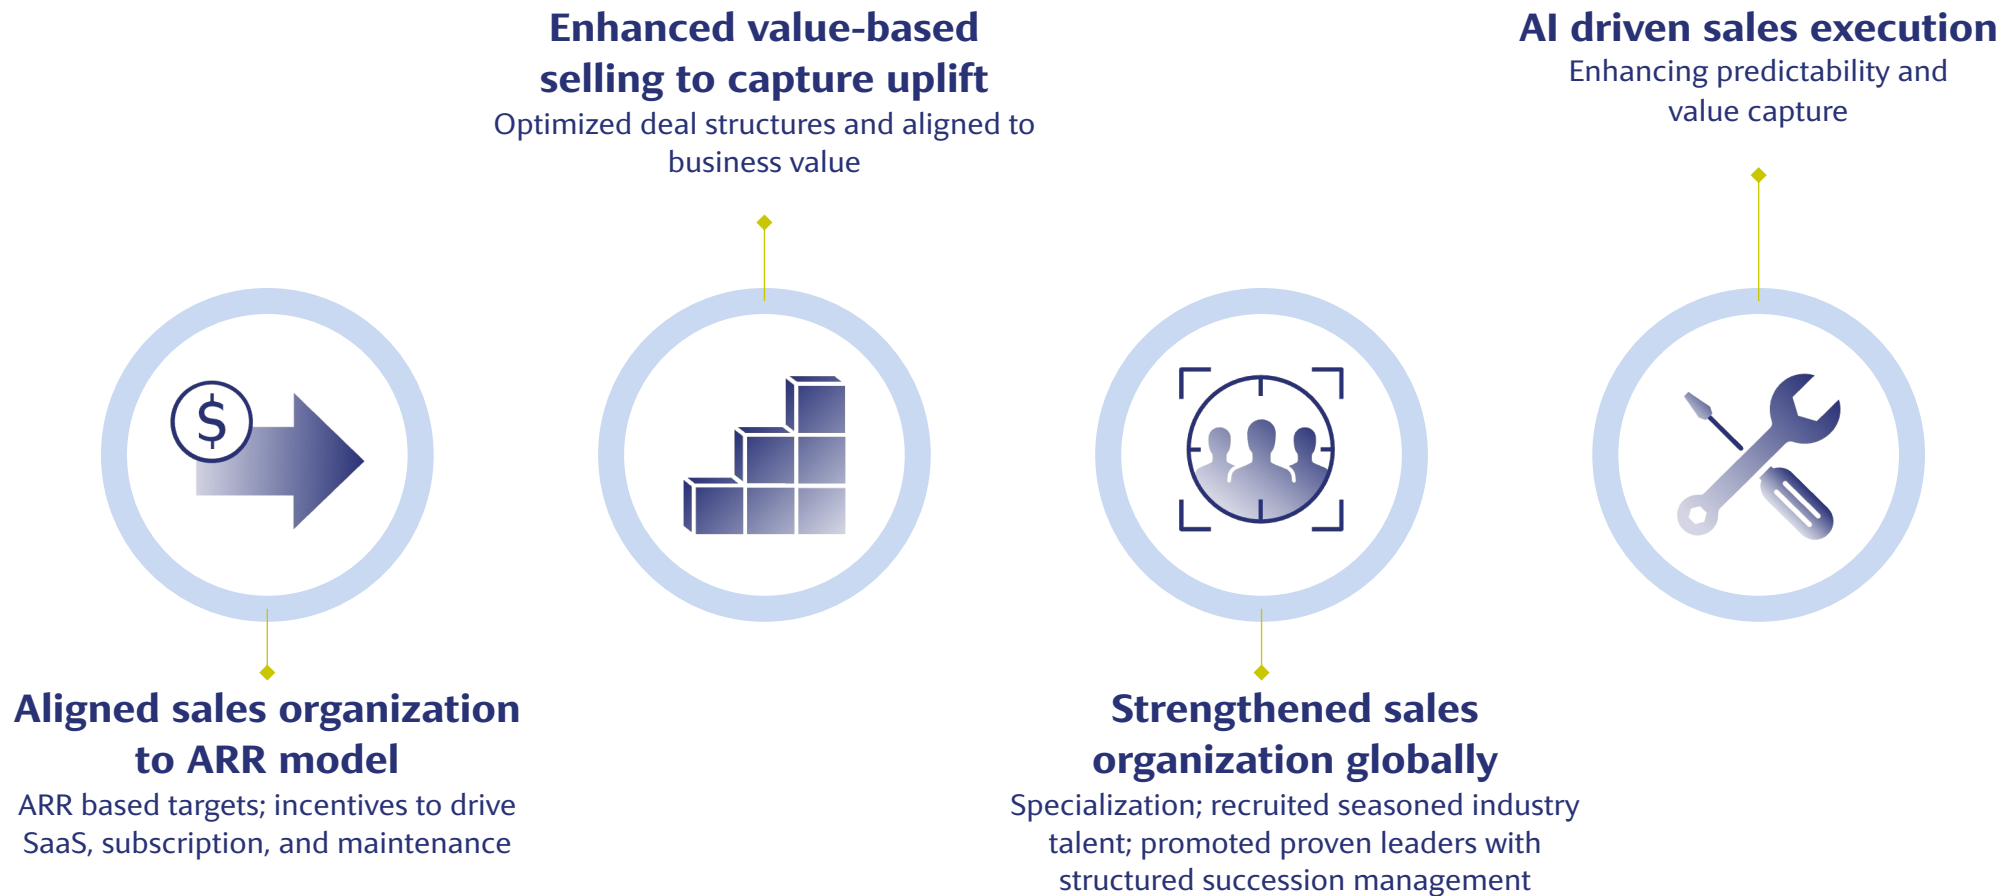 Enhanced value-based
selling to capture uplift
Optimized deal structures and aligned to
business value
AI driven sales execution
Enhancing predictability and
value capture
$
Aligned sales organization
to ARR model
ARR based targets; incentives to drive
SaaS, subscription, and maintenance
Strengthened sales
organization globally
Specialization; recruited seasoned industry
talent; promoted proven leaders with
structured succession management